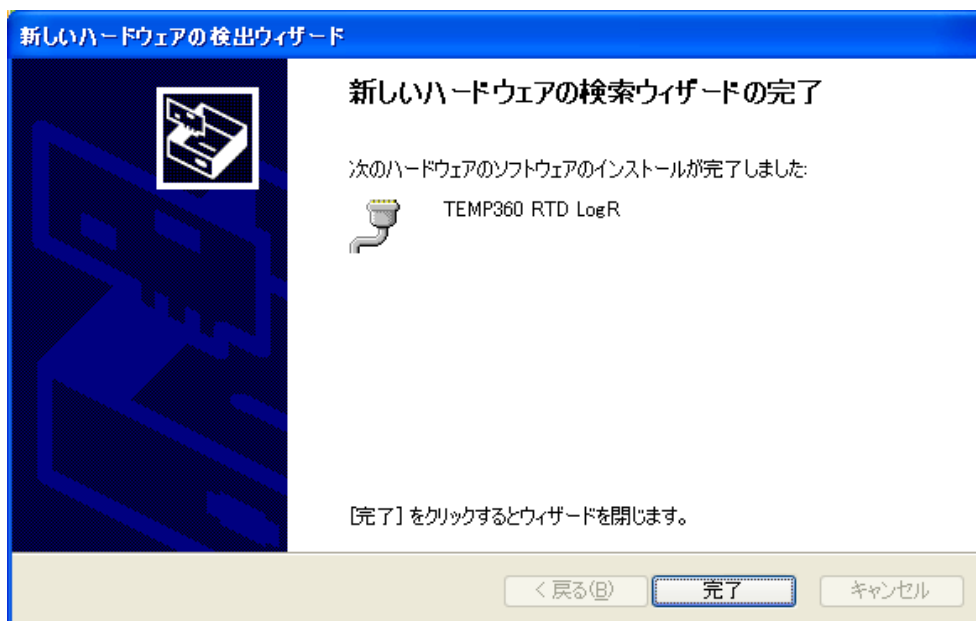 新しいハードウェアの検出ウィザード
新しいハードウェアの検索ウィザードの完了
次のハードウェアのソフトウェアのインストールが完了しました:
TEMP360 RTD LogR
[完了] をクリックするとウィザードを閉じます。
< 戻る(B)
完了
キャンセル